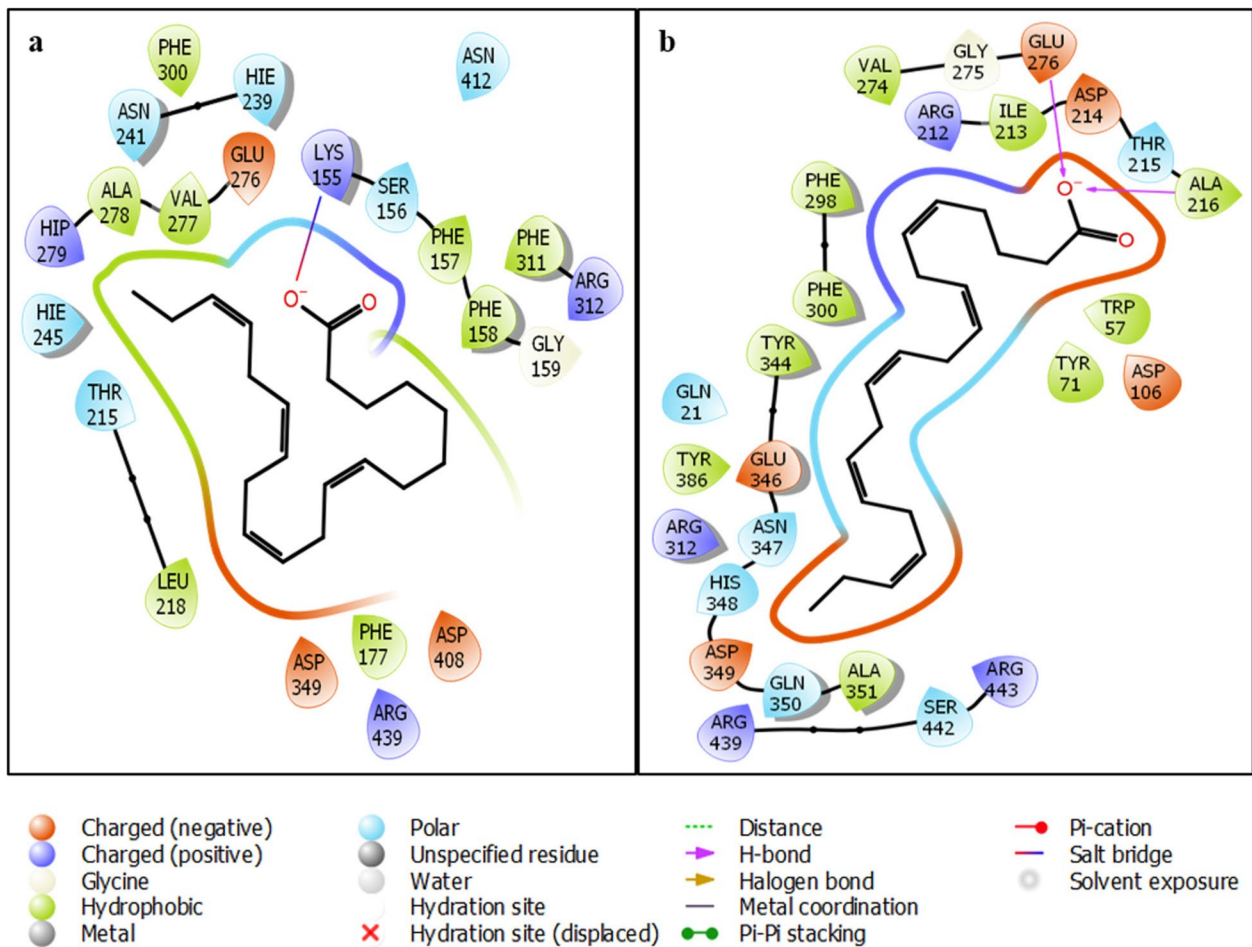 a
PHE
300
ASN
241
HIE
239
ASN
412
GLU
276
LYS
155
SER
156
ALA
278
VAL
277
HIP
279
PHE
157
PHE
311
ARG
312
PHE
158
GLY
159
HIE
245
THR
215
O⁻
O
LEU
218
ASP
349
PHE
177
ASP
408
ARG
439
b
VAL
274
GLY
275
GLU
276
ARG
212
ILE
213
ASP
214
THR
215
ALA
216
PHE
298
PHE
300
O⁻
O
TRP
57
TYR
71
ASP
106
TYR
344
GLN
21
TYR
386
GLU
346
ARG
312
ASN
347
HIS
348
ASP
349
GLN
350
ALA
351
ARG
439
SER
442
ARG
443
Charged (negative)
Charged (positive)
Glycine
Hydrophobic
Metal
Polar
Unspecified residue
Water
Hydration site
Hydration site (displaced)
Distance
H-bond
Halogen bond
Metal coordination
Pi-Pi stacking
Pi-cation
Salt bridge
Solvent exposure